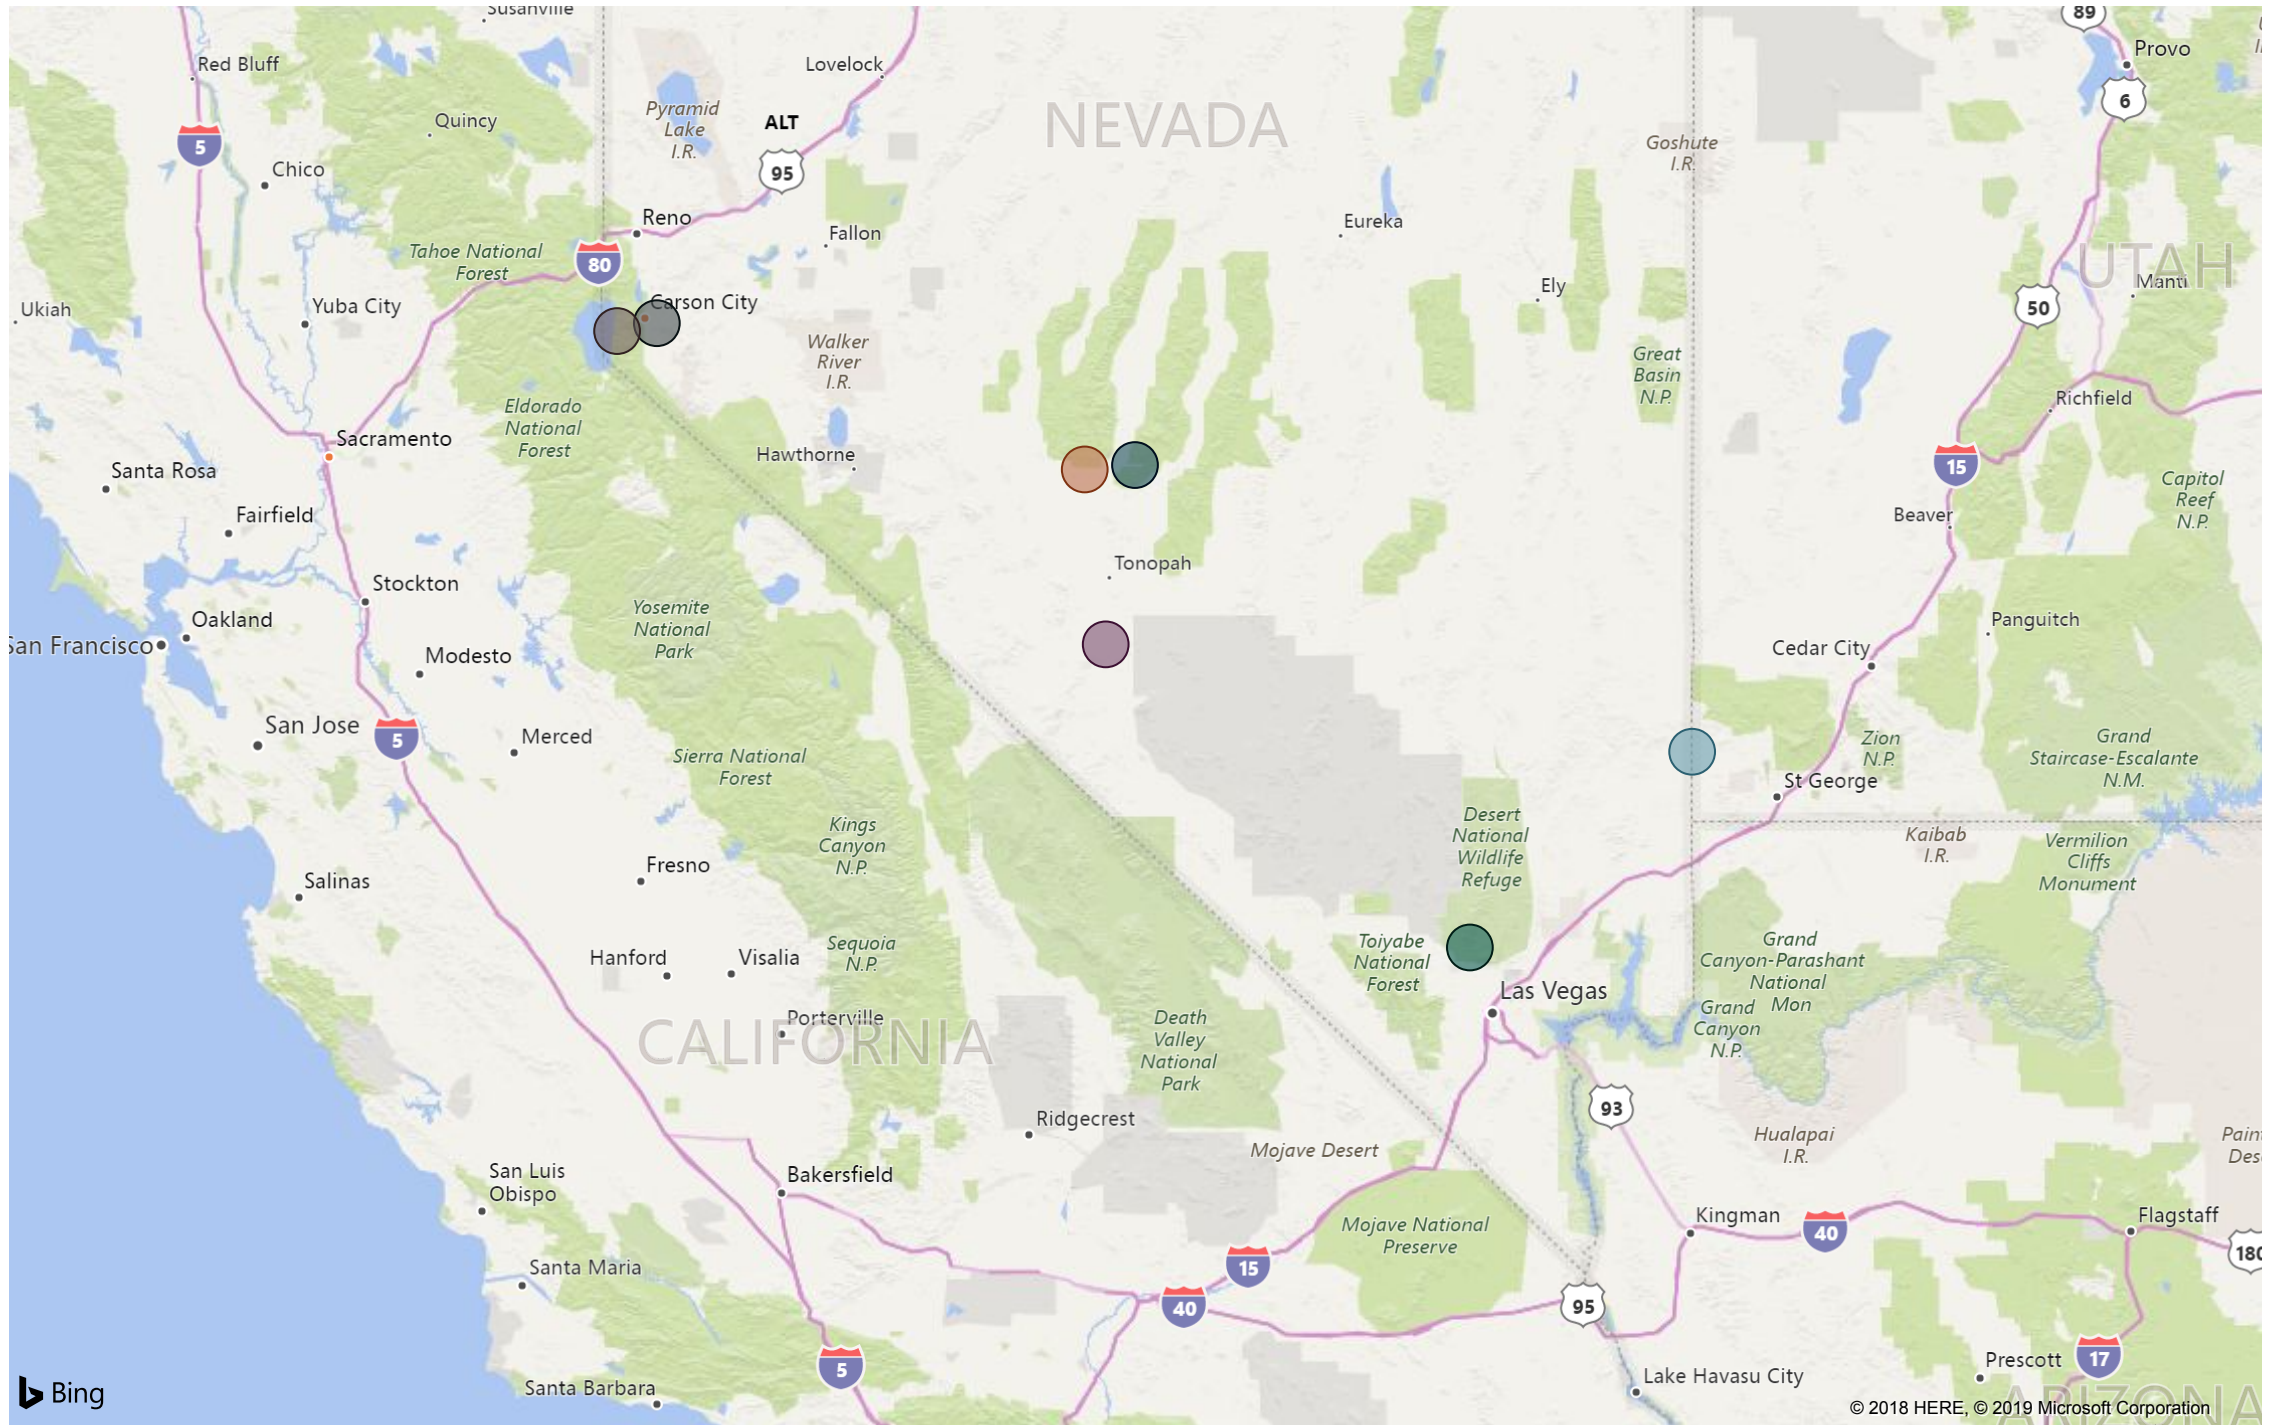 Susanville
89
Provo
Red Bluff
Lovelock
6
Pyramid
Lake
I.R.
Quincy
ALT
95
NEVADA
5
Goshute
I.R.
Chico
Reno
Eureka
Fallon
Tahoe National
Forest
80
UTAH
Manti
Ely
50
Ukiah
Yuba City
Carson City
Walker
River
I.R.
Great
Basin
N.P.
Richfield
Eldorado
National
Forest
Sacramento
Hawthorne
15
Santa Rosa
Capitol
Reef
N.P.
Fairfield
Beaver
Tonopah
Stockton
Yosemite
National
Park
Oakland
Panguitch
San Francisco
Modesto
Cedar City
San Jose
5
Merced
Sierra National
Forest
Zion
N.P.
Grand
Staircase-Escalante
N.M.
St George
Desert
National
Wildlife
Refuge
Kings
Canyon
N.P.
Kaibab
I.R.
Vermilion
Cliffs
Monument
Fresno
Salinas
Toiyabe
National
Forest
Grand
Canyon-Parashant
National
Mon
Sequoia
N.P.
Hanford
Visalia
Las Vegas
Grand
Canyon
N.P.
Porterville
CALIFORNIA
Death
Valley
National
Park
93
Ridgecrest
Mojave Desert
Hualapai
I.R.
Pain
Des
San Luis
Obispo
Bakersfield
Mojave National
Preserve
Kingman
40
Flagstaff
180
Santa Maria
15
40
95
5
17
Prescott
Lake Havasu City
Santa Barbara
Bing
ARIZONA
© 2018 HERE, © 2019 Microsoft Corporation